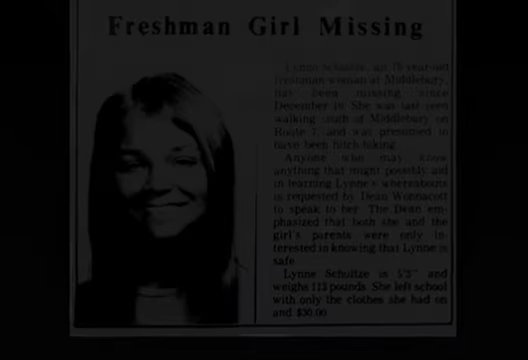 Freshman Girl Missing
Lynne Schulze, an 18 year-old
freshman woman at Middlebury,
has been missing since
December 10. She was last seen
walking south of Middlebury on
Route 7, and was presumed to
have been hitch-hiking.
Anyone who may know
anything that might possibly aid
in learning Lynne's whereabouts
is requested by Dean Wonnacott
to speak to her. The Dean em-
phasized that both she and the
girl's parents were only in-
terested in knowing that Lynne is
safe.
Lynne Schultze is 5'3" and
weighs 113 pounds. She left school
with only the clothes she had on
and $30.00.